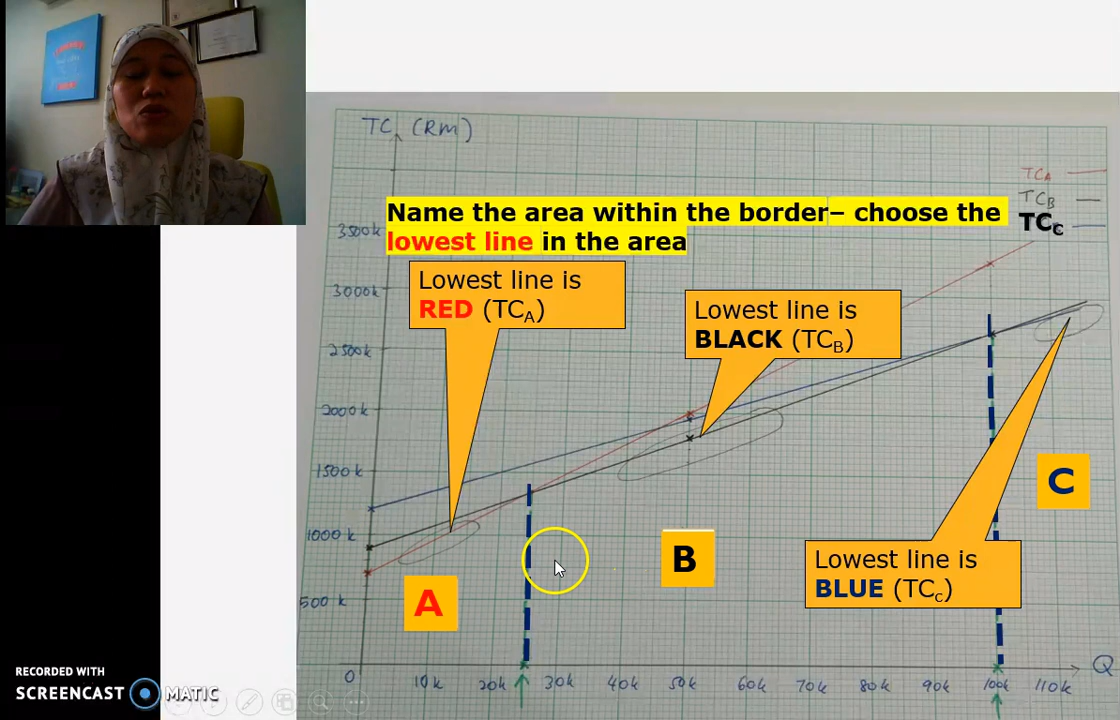 TC (RM)
TCA
TCB
TCC
Name the area within the border– choose the
lowest line in the area
3500k
3000k
2500k
2000k
1500k
1000k
500k
0
Lowest line is
RED (TCA)
Lowest line is
BLACK (TCB)
Lowest line is
BLUE (TCC)
A
B
C
10k 20k 30k 40k 50k 60k 70k 80k 90k 100k 110k
Q
RECORDED WITH
SCREENCAST MATIC